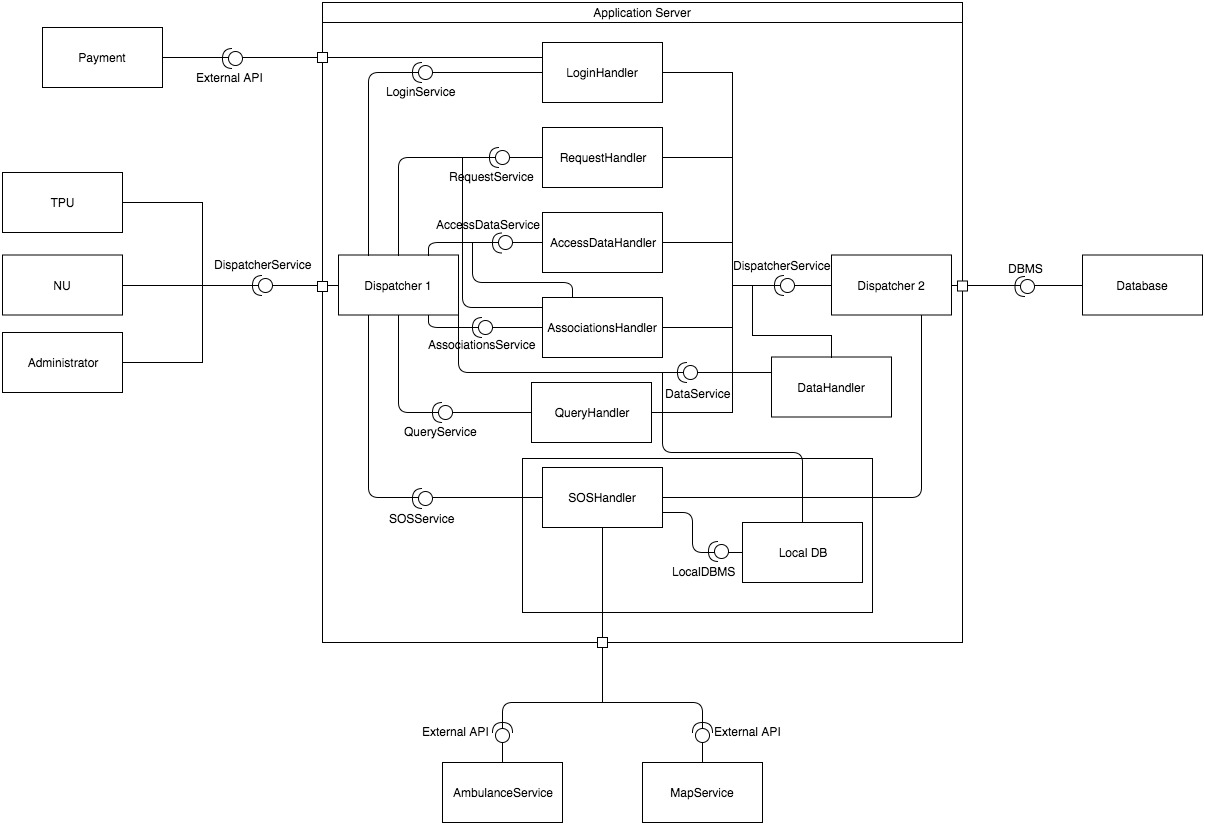 Application Server
Payment
External API
LoginHandler
LoginService
RequestHandler
RequestService
TPU
AccessDataService
AccessDataHandler
DispatcherService
DispatcherService
DBMS
NU
Dispatcher 1
Dispatcher 2
Database
AssociationsHandler
AssociationsService
Administrator
DataHandler
DataService
QueryHandler
QueryService
SOSHandler
SOSService
Local DB
LocalDBMS
External API
External API
AmbulanceService
MapService